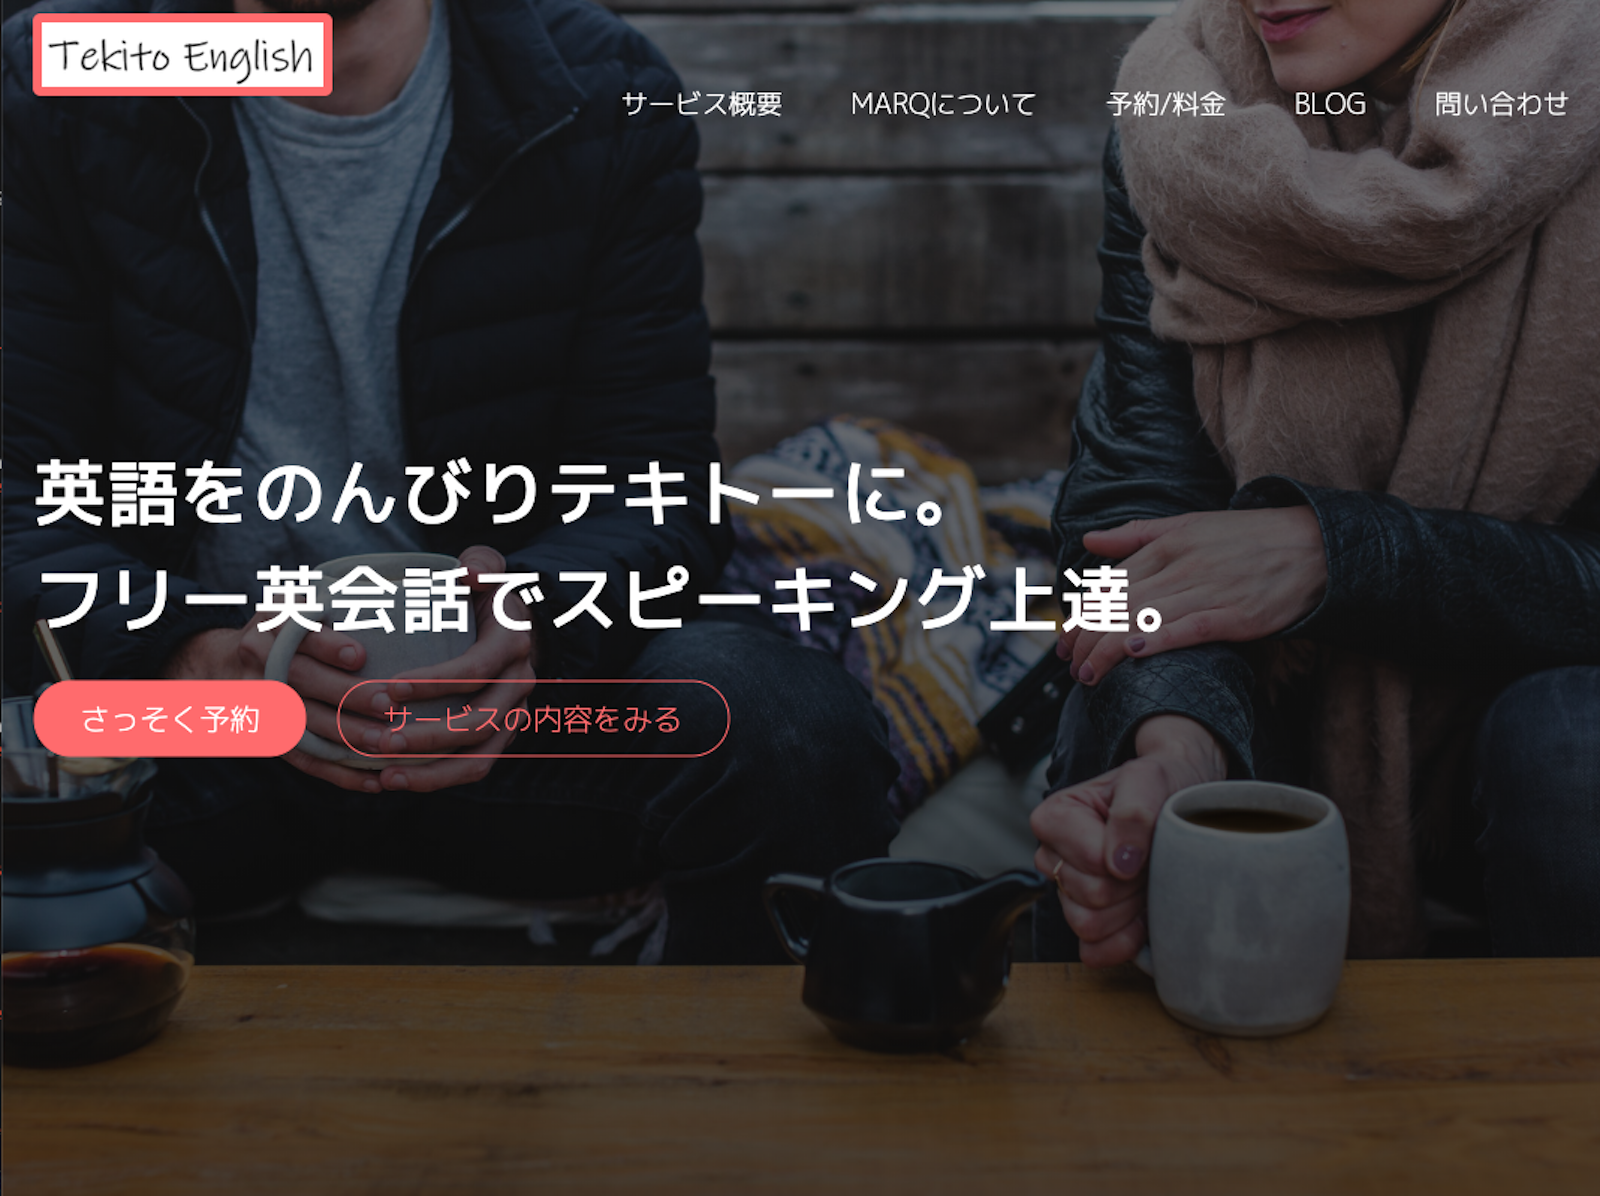 Tekito English
サービス概要 MARQについて 予約/料金 BLOG 問い合わせ
英語をのんびりテキトーに。
フリー英会話でスピーキング上達。
さっそく予約 サービスの内容をみる